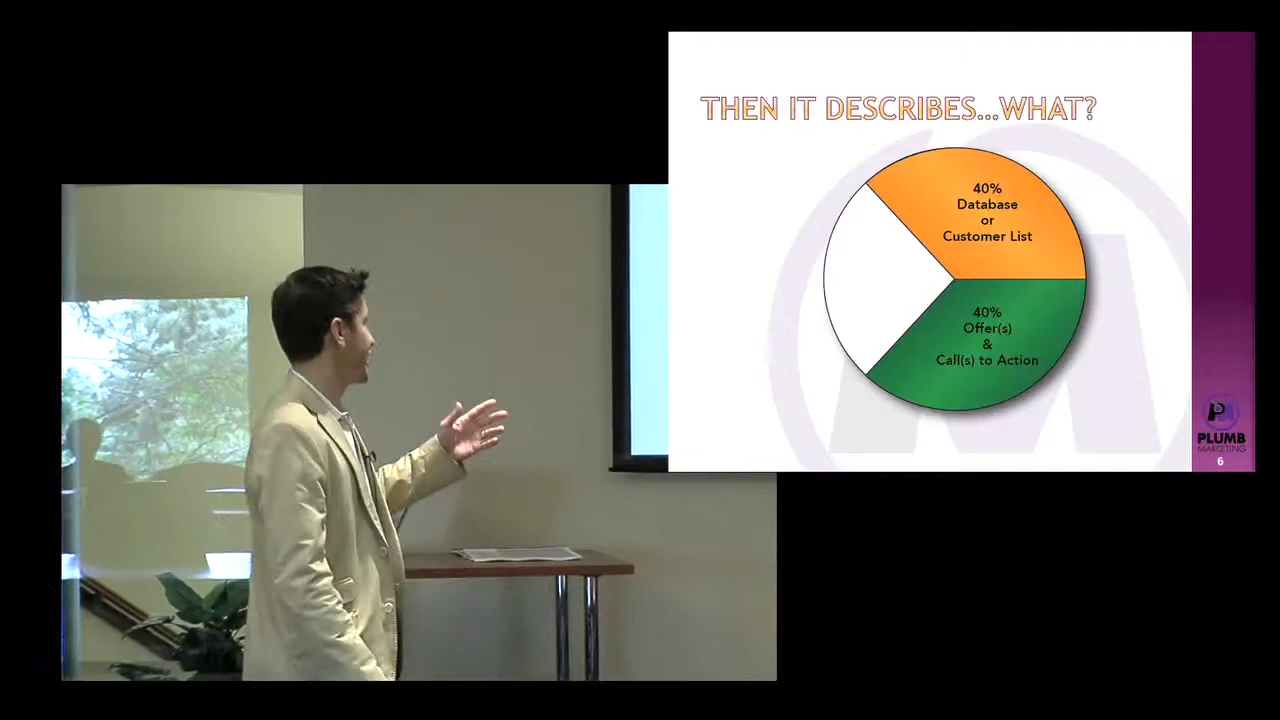 THEN IT DESCRIBES...WHAT?
40%
Database
or
Customer List
40%
Offer(s)
&
Call(s) to Action
PLUMB
MARKETING
6